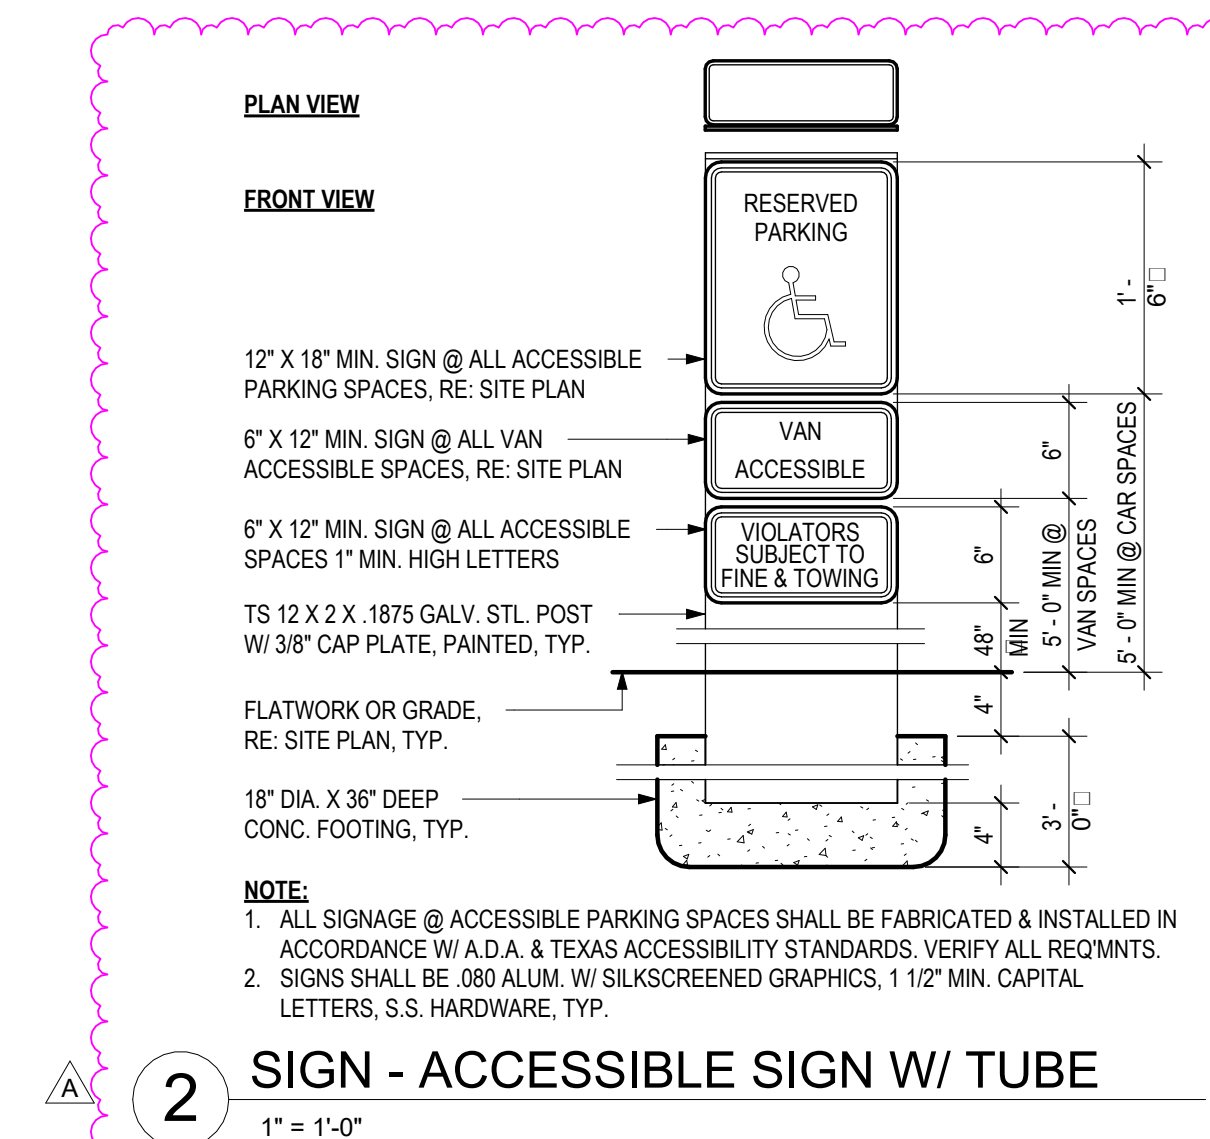 PLAN VIEW
FRONT VIEW
RESERVED
PARKING
12" X 18" MIN. SIGN @ ALL ACCESSIBLE
PARKING SPACES, RE: SITE PLAN
1' -
6"□
VAN
ACCESSIBLE
6" X 12" MIN. SIGN @ ALL VAN
ACCESSIBLE SPACES, RE: SITE PLAN
6"
VIOLATORS
SUBJECT TO
FINE & TOWING
6" X 12" MIN. SIGN @ ALL ACCESSIBLE
SPACES 1" MIN. HIGH LETTERS
6"
5' - 0" MIN @
VAN SPACES
5' - 0" MIN @ CAR SPACES
TS 12 X 2 X .1875 GALV. STL. POST
W/ 3/8" CAP PLATE, PAINTED, TYP.
48"
□MIN
FLATWORK OR GRADE,
RE: SITE PLAN, TYP.
4"
18" DIA. X 36" DEEP
CONC. FOOTING, TYP.
4"
3' -
0"□
NOTE:
1. ALL SIGNAGE @ ACCESSIBLE PARKING SPACES SHALL BE FABRICATED & INSTALLED IN
ACCORDANCE W/ A.D.A. & TEXAS ACCESSIBILITY STANDARDS. VERIFY ALL REQ'MNTS.
2. SIGNS SHALL BE .080 ALUM. W/ SILKSCREENED GRAPHICS, 1 1/2" MIN. CAPITAL
LETTERS, S.S. HARDWARE, TYP.
A
2
SIGN - ACCESSIBLE SIGN W/ TUBE
1" = 1'-0"